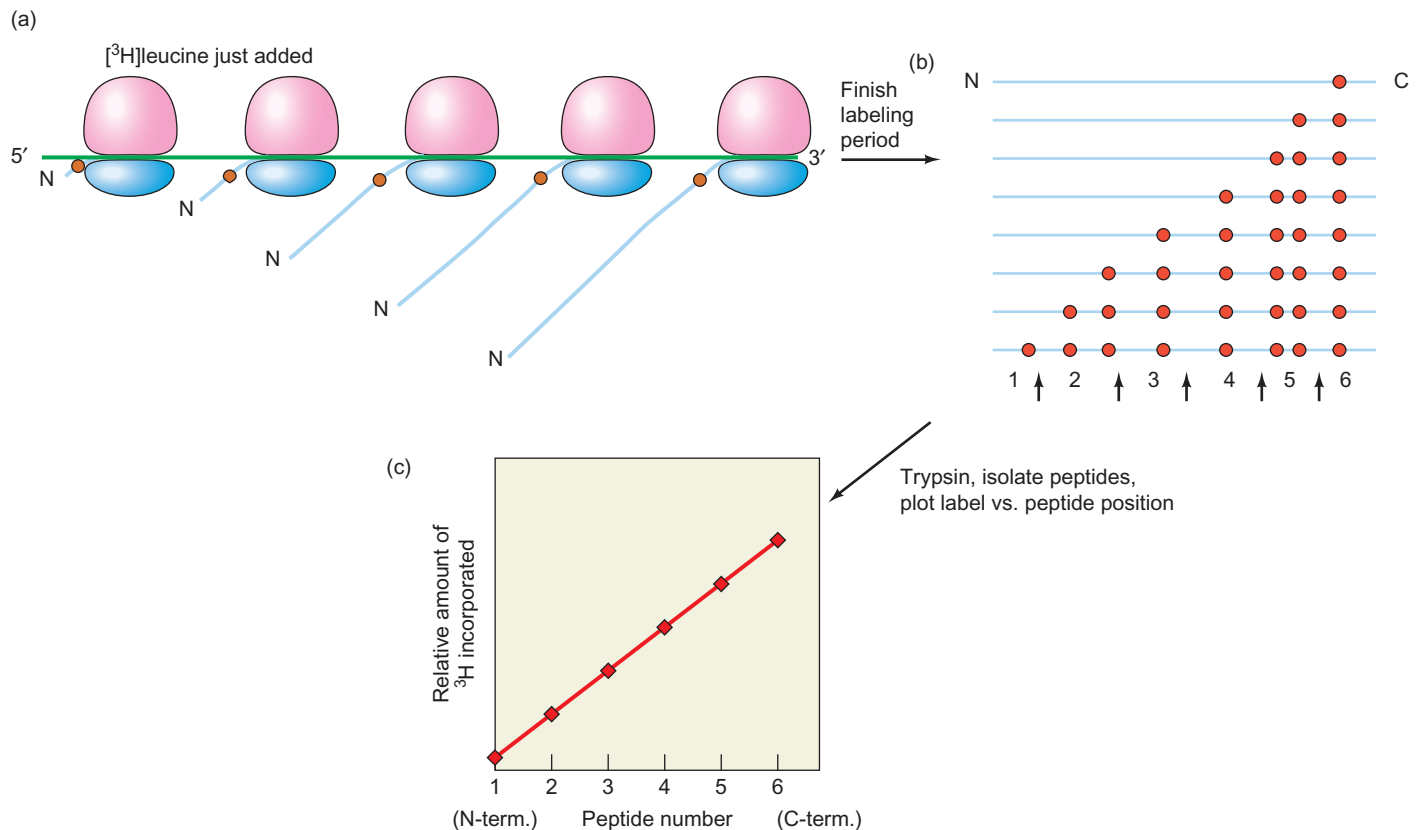 (a)
[³H]leucine just added
5′
3′
N
N
N
N
N
Finish
labeling
period
(b)
N
C
1 2 3 4 5 6
Trypsin, isolate peptides,
plot label vs. peptide position
(c)
Relative amount of
³H incorporated
1 2 3 4 5 6
(N-term.) Peptide number (C-term.)